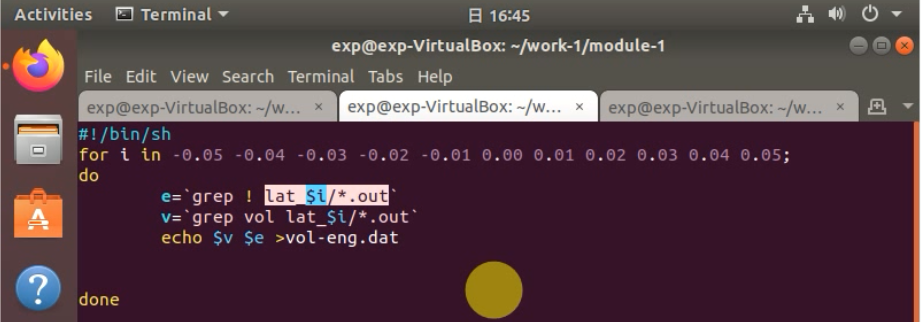 Activities Terminal 日 16:45
exp@exp-VirtualBox: ~/work-1/module-1
File Edit View Search Terminal Tabs Help
exp@exp-VirtualBox: ~/w... × exp@exp-VirtualBox: ~/w... × exp@exp-VirtualBox: ~/w... ×
#!/bin/sh
for i in -0.05 -0.04 -0.03 -0.02 -0.01 0.00 0.01 0.02 0.03 0.04 0.05;
do
e=`grep ! lat_$i/*.out`
v=`grep vol lat_$i/*.out`
echo $v $e >vol-eng.dat
done